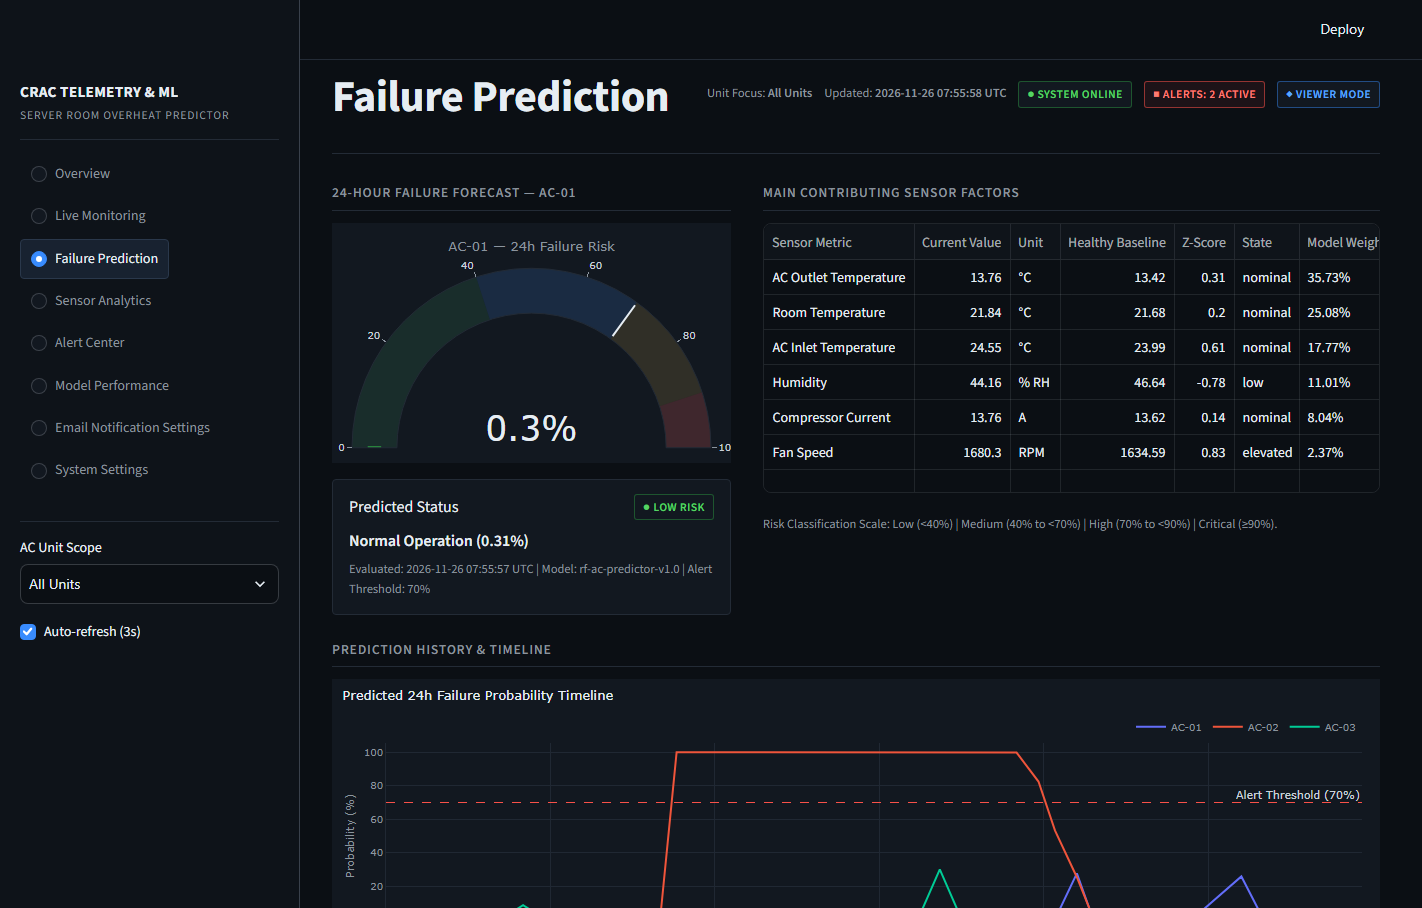 Deploy
CRAC TELEMETRY & ML
SERVER ROOM OVERHEAT PREDICTOR
Overview
Live Monitoring
Failure Prediction
Sensor Analytics
Alert Center
Model Performance
Email Notification Settings
System Settings
AC Unit Scope
All Units
Auto-refresh (3s)
Failure Prediction
Unit Focus: All Units Updated: 2026-11-26 07:55:58 UTC
SYSTEM ONLINE
ALERTS: 2 ACTIVE
VIEWER MODE
24-HOUR FAILURE FORECAST — AC-01
AC-01 — 24h Failure Risk
0
20
40
60
80
10
0.3%
Predicted Status
LOW RISK
Normal Operation (0.31%)
Evaluated: 2026-11-26 07:55:57 UTC | Model: rf-ac-predictor-v1.0 | Alert
Threshold: 70%
MAIN CONTRIBUTING SENSOR FACTORS
Sensor Metric Current Value Unit Healthy Baseline Z-Score State Model Weigh
AC Outlet Temperature 13.76 °C 13.42 0.31 nominal 35.73%
Room Temperature 21.84 °C 21.68 0.2 nominal 25.08%
AC Inlet Temperature 24.55 °C 23.99 0.61 nominal 17.77%
Humidity 44.16 % RH 46.64 -0.78 low 11.01%
Compressor Current 13.76 A 13.62 0.14 nominal 8.04%
Fan Speed 1680.3 RPM 1634.59 0.83 elevated 2.37%
Risk Classification Scale: Low (<40%) | Medium (40% to <70%) | High (70% to <90%) | Critical (≥90%).
PREDICTION HISTORY & TIMELINE
Predicted 24h Failure Probability Timeline
AC-01 AC-02 AC-03
Probability (%)
100
80
60
40
20
Alert Threshold (70%)